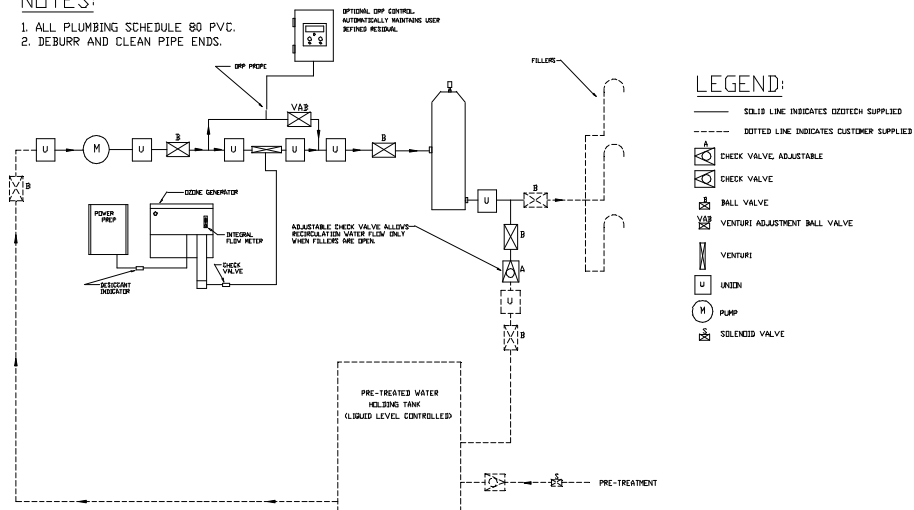 NOTES:
1. ALL PLUMBING SCHEDULE 80 PVC.
2. DEBURR AND CLEAN PIPE ENDS.
OPTIONAL ORP CONTROL
AUTOMATICALLY MAINTAINS USER
DEFINED RESIDUAL
ORP PROPE
VAB
FILLERS
LEGEND:
SOLID LINE INDICATES OZOTECH SUPPLIED
DOTTED LINE INDICATES CUSTOMER SUPPLIED
A
CHECK VALVE, ADJUSTABLE
CHECK VALVE
B
BALL VALVE
VAB
VENTURI ADJUSTMENT BALL VALVE
VENTURI
U
UNION
M
PUMP
S
SOLENOID VALVE
U
M
U
B
U
U
U
B
B
OZONE GENERATOR
POWER
PREP
INTEGRAL
FLOW METER
CHECK
VALVE
DESICCANT
INDICATOR
U
B
ADJUSTABLE CHECK VALVE ALLOWS
RECIRCULATION WATER FLOW ONLY
WHEN FILLERS ARE OPEN.
B
A
U
B
PRE-TREATED WATER
HOLDING TANK
(LIQUID LEVEL CONTROLLED)
S
PRE-TREATMENT